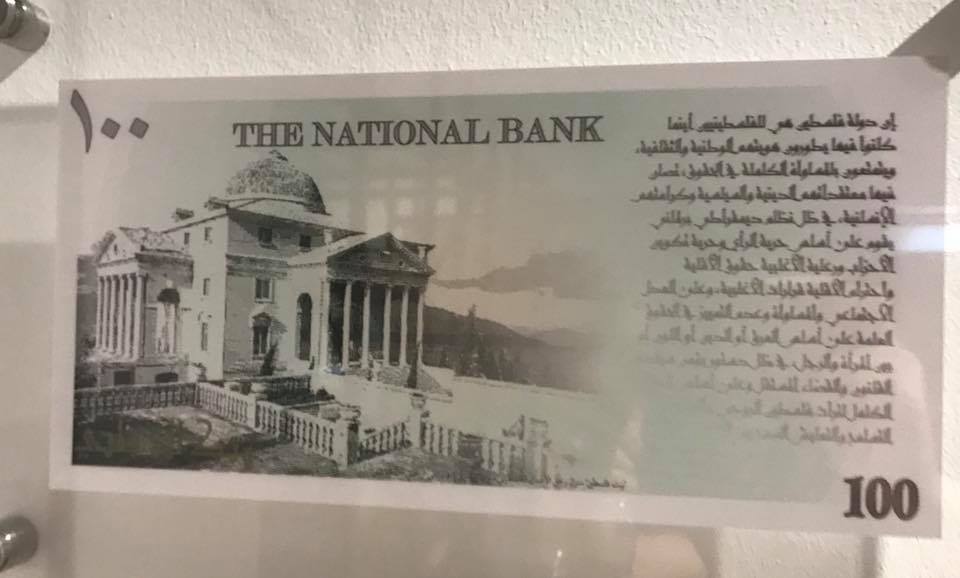 ١٠٠
THE NATIONAL BANK
إن دولة فلسطين هي للفلسطينيين أينما
كانوا فيها يطورون هويتهم الوطنية والثقافية،
ويتمتعون بالمساواة الكاملة في الحقوق، تصان
فيها معتقداتهم الدينية والسياسية وكرامتهم
الإنسانية، في ظل نظام ديمقراطي برلماني
يقوم على أساس حرية الرأي وحرية تكوين
الأحزاب ورعاية الأغلبية حقوق الأقلية
واحترام الأقلية قرارات الأغلبية، وعلى العدل
الاجتماعي والمساواة وعدم التمييز في الحقوق
العامة على أساس العرق أو الدين أو اللون أو
بين المرأة والرجل في ظل دستور يؤمن سيادة
القانون والقضاء المستقل وعلى أساس
الكامل لتراث فلسطين الروحي
التسامح والتعايش السمح
100